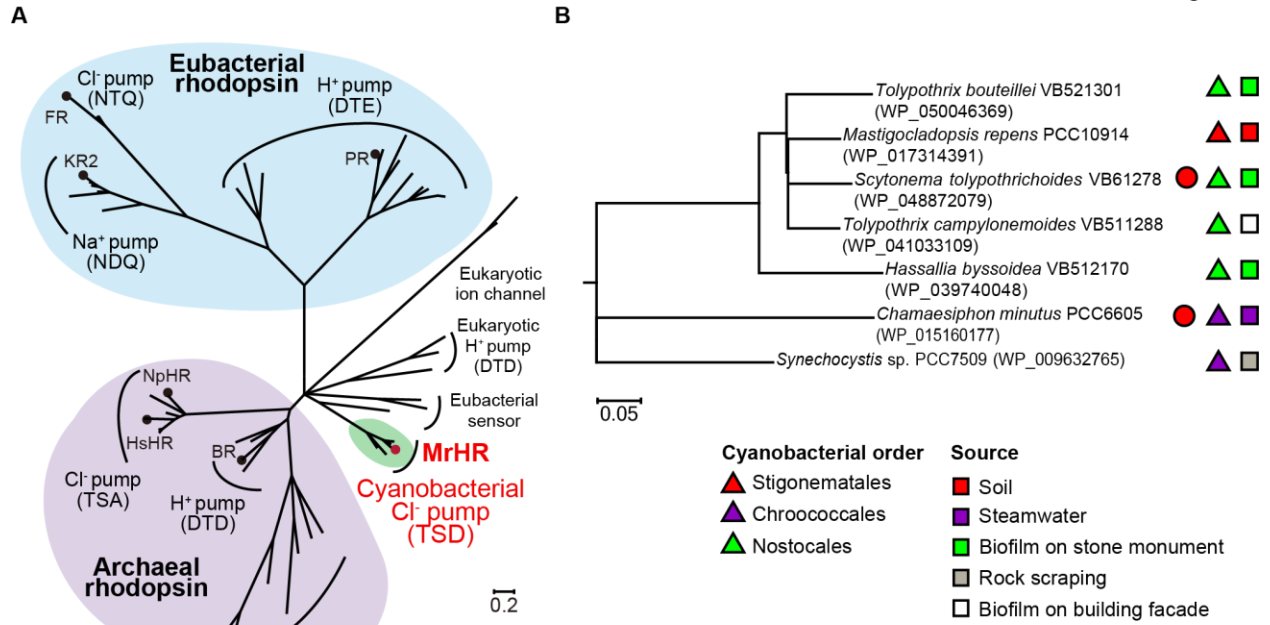 A
Eubacterial
rhodopsin
Cl- pump
(NTQ)
FR
H+ pump
(DTE)
PR
KR2
Na+ pump
(NDQ)
Eukaryotic
ion channel
Eukaryotic
H+ pump
(DTD)
Eubacterial
sensor
MrHR
Cyanobacterial
Cl- pump
(TSD)
NpHR
HsHR
BR
Cl- pump
(TSA)
H+ pump
(DTD)
Archaeal
rhodopsin
0.2
B
Tolypothrix bouteillei VB521301
(WP_050046369)
Mastigocladopsis repens PCC10914
(WP_017314391)
Scytonema tolypothrichoides VB61278
(WP_048872079)
Tolypothrix campylonemoides VB511288
(WP_041033109)
Hassallia byssoidea VB512170
(WP_039740048)
Chamaesiphon minutus PCC6605
(WP_015160177)
Synechocystis sp. PCC7509 (WP_009632765)
0.05
Cyanobacterial order
Stigonematales
Chroococcales
Nostocales
Source
Soil
Steamwater
Biofilm on stone monument
Rock scraping
Biofilm on building facade